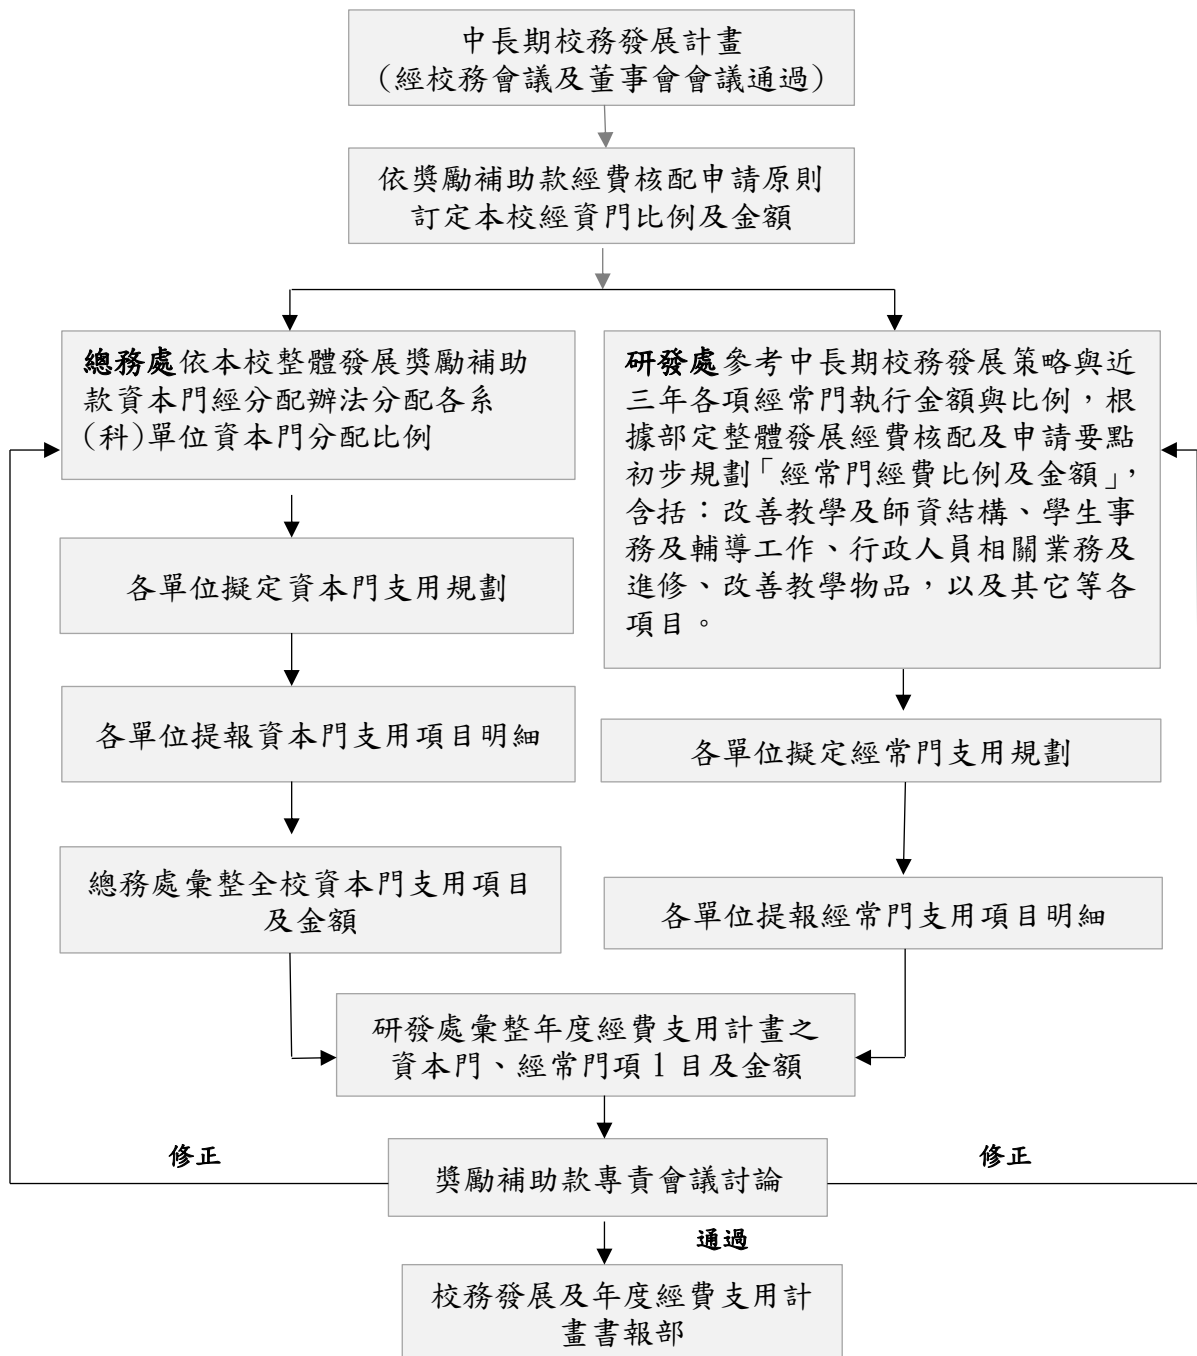 中長期校務發展計畫
(經校務會議及董事會會議通過)
依獎勵補助款經費核配申請原則
訂定本校經資門比例及金額
總務處依本校整體發展獎勵補助
款資本門經分配辦法分配各系
(科)單位資本門分配比例
各單位擬定資本門支用規劃
各單位提報資本門支用項目明細
總務處彙整全校資本門支用項目
及金額
研發處參考中長期校務發展策略與近
三年各項經常門執行金額與比例，根
據部定整體發展經費核配及申請要點
初步規劃「經常門經費比例及金額」，
含括：改善教學及師資結構、學生事
務及輔導工作、行政人員相關業務及
進修、改善教學物品，以及其它等各
項目。
各單位擬定經常門支用規劃
各單位提報經常門支用項目明細
研發處彙整年度經費支用計畫之
資本門、經常門項1目及金額
修正
獎勵補助款專責會議討論
修正
通過
校務發展及年度經費支用計
畫書報部